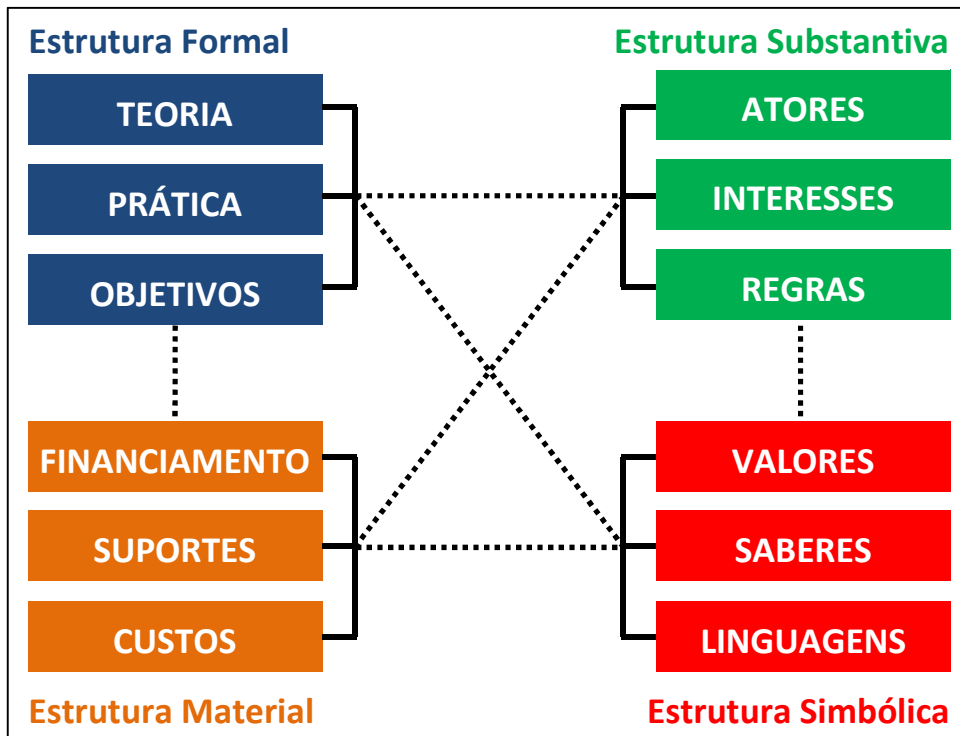 Estrutura Formal
TEORIA
PRÁTICA
OBJETIVOS
Estrutura Substantiva
ATORES
INTERESSES
REGRAS
FINANCIAMENTO
SUPORTES
CUSTOS
Estrutura Material
VALORES
SABERES
LINGUAGENS
Estrutura Simbólica